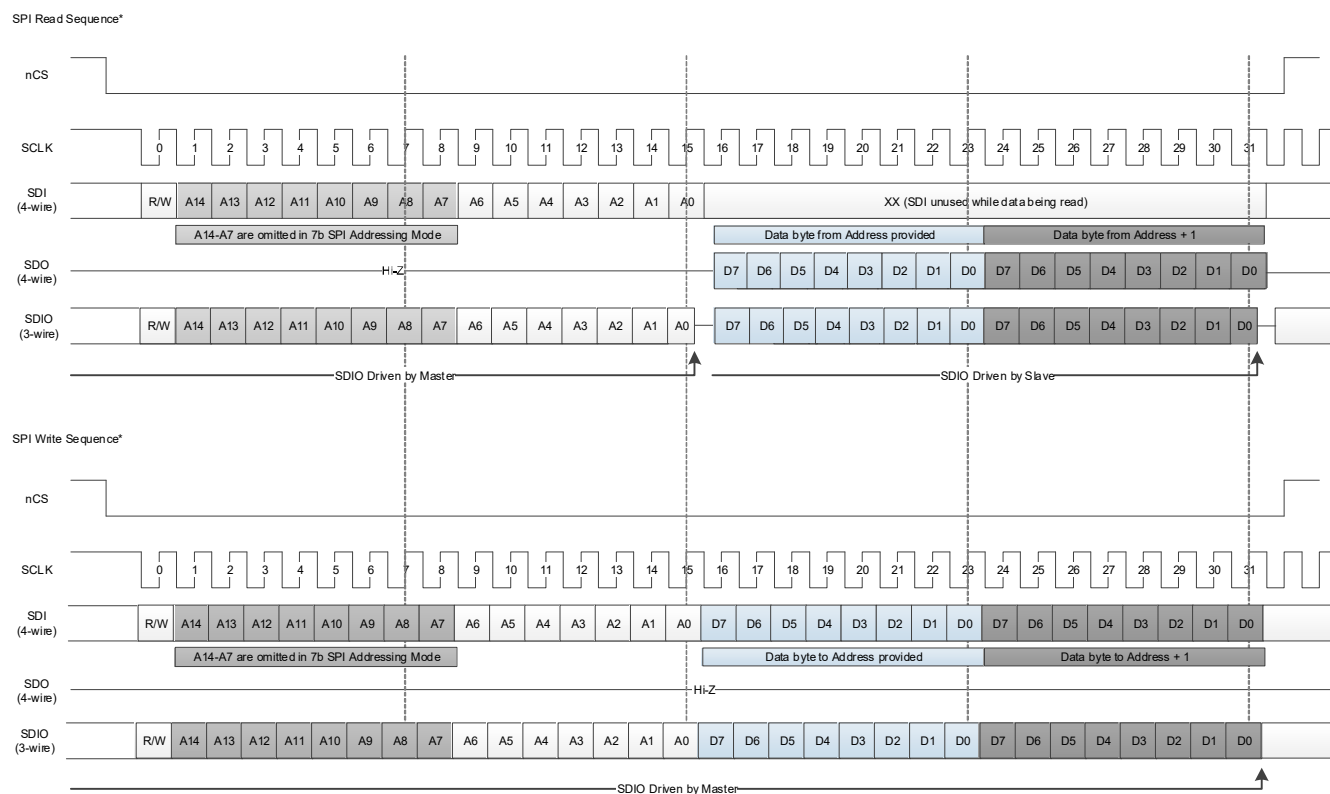 SPI Read Sequence*
nCS
SCLK 0 1 2 3 4 5 6 7 8 9 10 11 12 13 14 15 16 17 18 19 20 21 22 23 24 25 26 27 28 29 30 31
SDI
(4-wire)
R/W A14 A13 A12 A11 A10 A9 A8 A7 A6 A5 A4 A3 A2 A1 A0 XX (SDI unused while data being read)
A14-A7 are omitted in 7b SPI Addressing Mode
Data byte from Address provided
Data byte from Address + 1
SDO
(4-wire)
Hi-Z D7 D6 D5 D4 D3 D2 D1 D0 D7 D6 D5 D4 D3 D2 D1 D0
SDIO
(3-wire)
R/W A14 A13 A12 A11 A10 A9 A8 A7 A6 A5 A4 A3 A2 A1 A0 D7 D6 D5 D4 D3 D2 D1 D0 D7 D6 D5 D4 D3 D2 D1 D0
SDIO Driven by Master
SDIO Driven by Slave
SPI Write Sequence*
nCS
SCLK 0 1 2 3 4 5 6 7 8 9 10 11 12 13 14 15 16 17 18 19 20 21 22 23 24 25 26 27 28 29 30 31
SDI
(4-wire)
R/W A14 A13 A12 A11 A10 A9 A8 A7 A6 A5 A4 A3 A2 A1 A0 D7 D6 D5 D4 D3 D2 D1 D0 D7 D6 D5 D4 D3 D2 D1 D0
A14-A7 are omitted in 7b SPI Addressing Mode
Data byte to Address provided
Data byte to Address + 1
SDO
(4-wire)
Hi-Z
SDIO
(3-wire)
R/W A14 A13 A12 A11 A10 A9 A8 A7 A6 A5 A4 A3 A2 A1 A0 D7 D6 D5 D4 D3 D2 D1 D0 D7 D6 D5 D4 D3 D2 D1 D0
SDIO Driven by Master